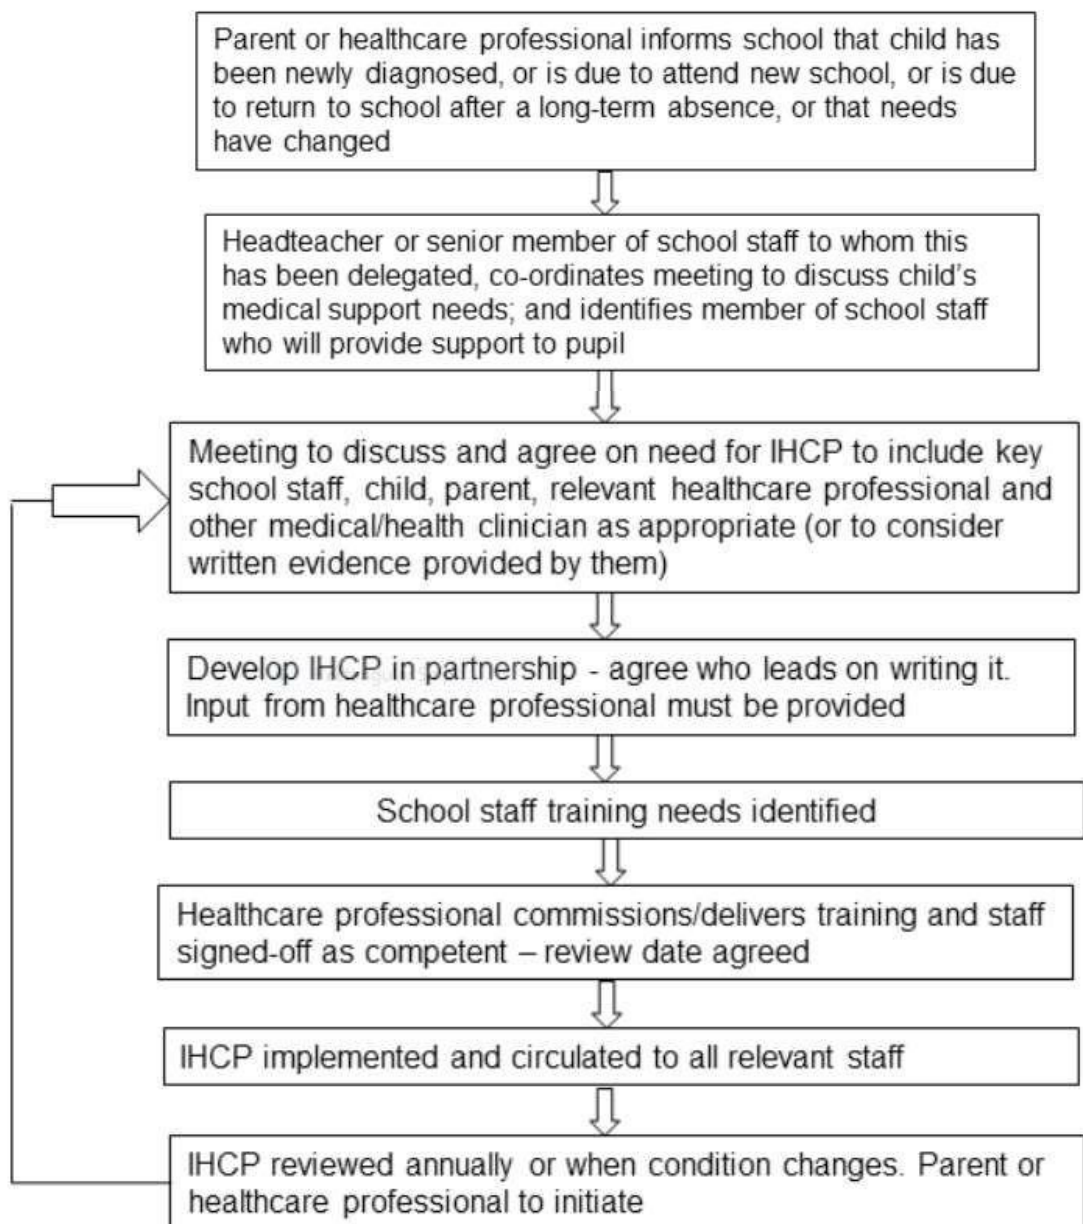 Parent or healthcare professional informs school that child has
been newly diagnosed, or is due to attend new school, or is due
to return to school after a long-term absence, or that needs
have changed
Headteacher or senior member of school staff to whom this
has been delegated, co-ordinates meeting to discuss child's
medical support needs; and identifies member of school staff
who will provide support to pupil
Meeting to discuss and agree on need for IHCP to include key
school staff, child, parent, relevant healthcare professional and
other medical/health clinician as appropriate (or to consider
written evidence provided by them)
Develop IHCP in partnership - agree who leads on writing it.
Input from healthcare professional must be provided
School staff training needs identified
Healthcare professional commissions/delivers training and staff
signed-off as competent – review date agreed
IHCP implemented and circulated to all relevant staff
IHCP reviewed annually or when condition changes. Parent or
healthcare professional to initiate